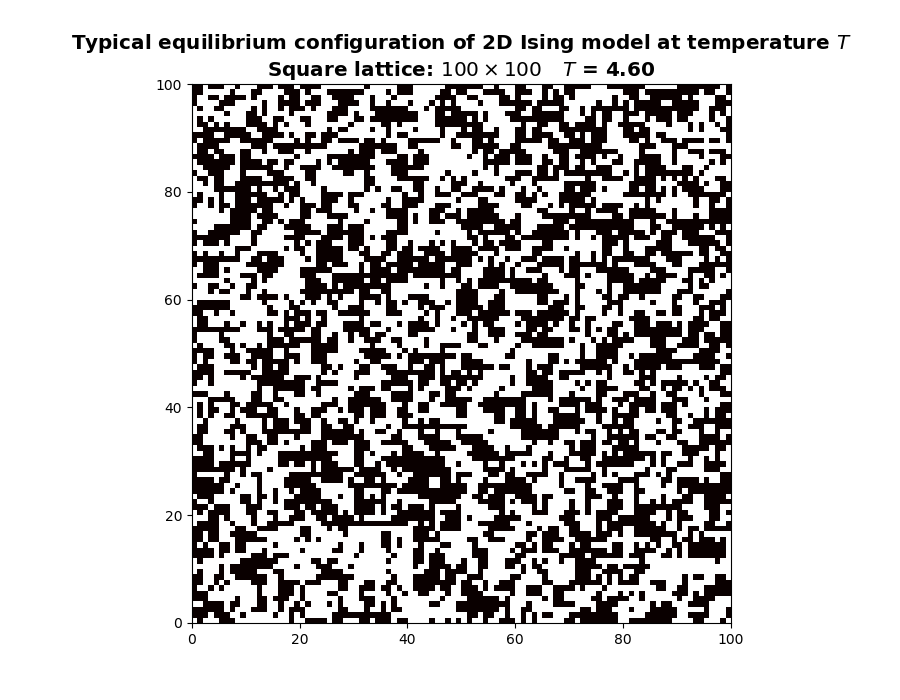 Typical equilibrium configuration of 2D Ising model at temperature T
Square lattice: 100 × 100 T = 4.60
100
80
60
40
20
0
0 20 40 60 80 100